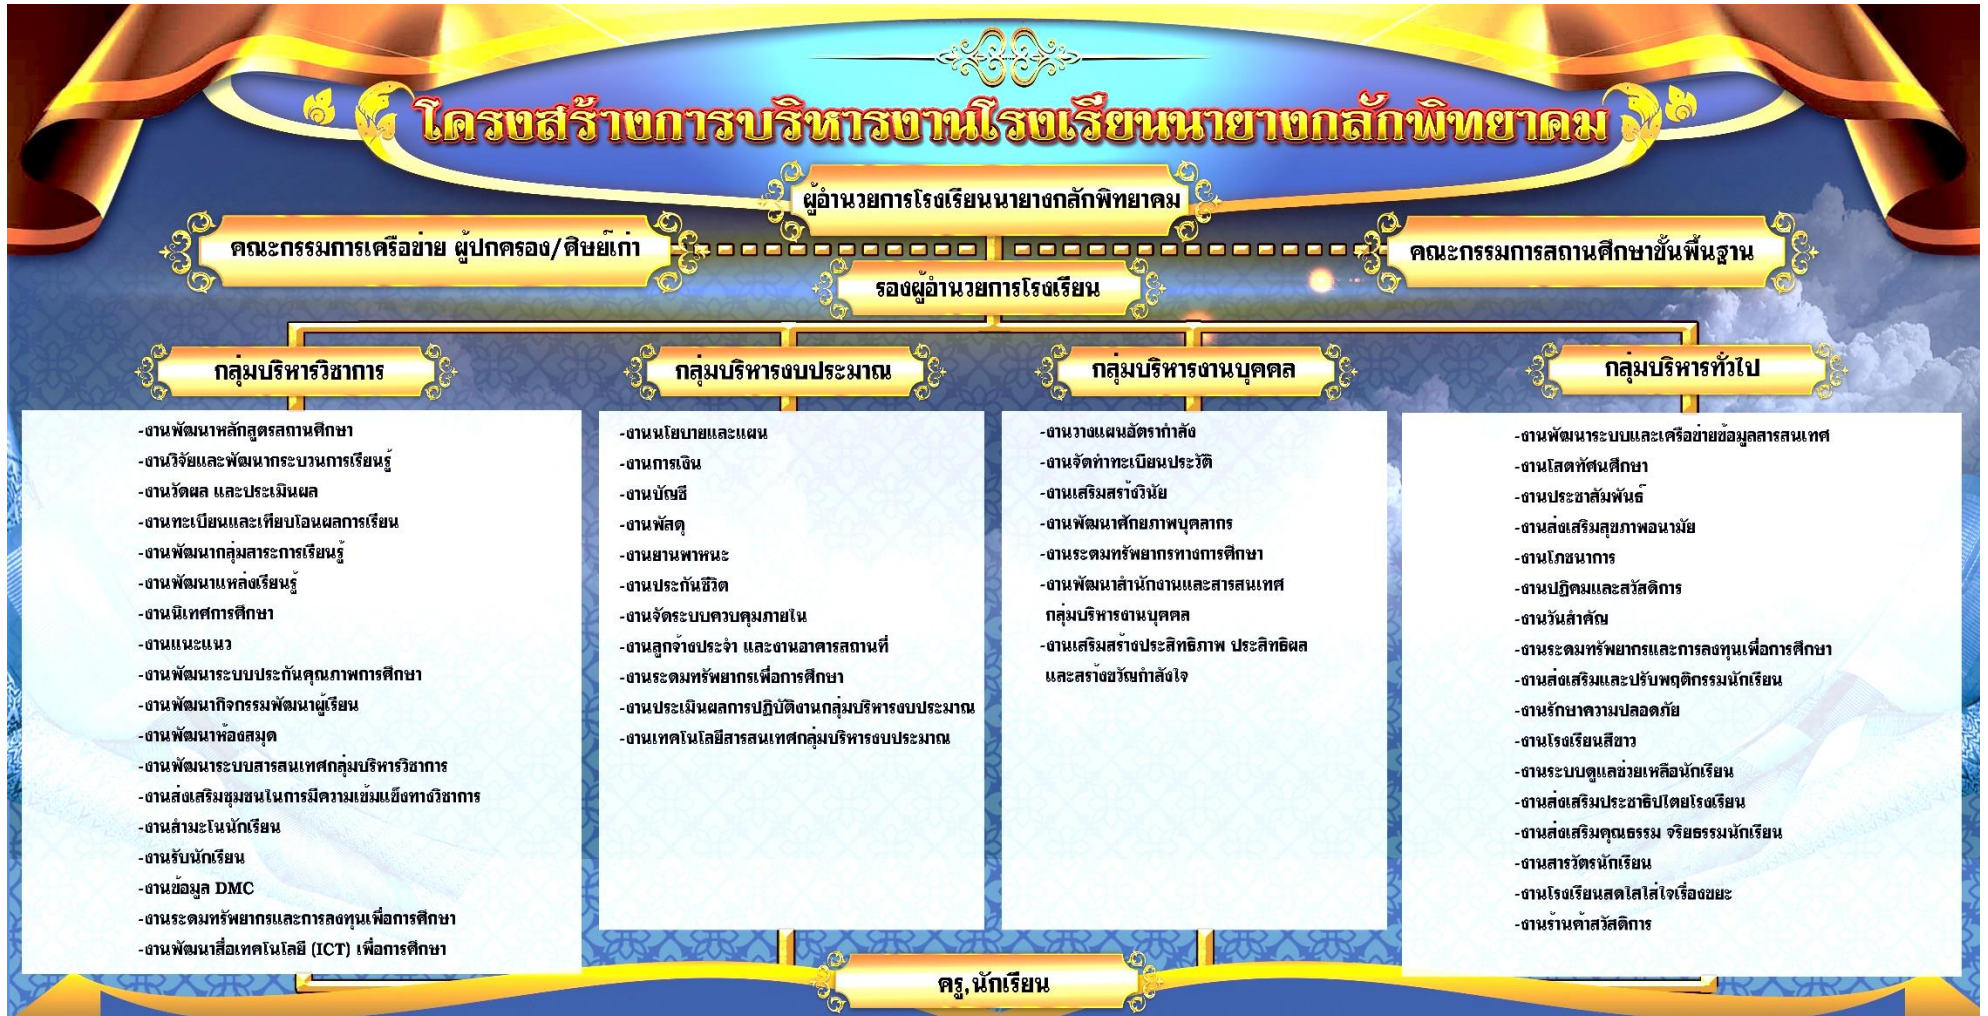 โครงสร้างการบริหารงานโรงเรียนนายางกลักพิทยาคม
ผู้อำนวยการโรงเรียนนายางกลักพิทยาคม
คณะกรรมการเครือข่าย ผู้ปกครอง/ศิษย์เก่า
คณะกรรมการสถานศึกษาขั้นพื้นฐาน
รองผู้อำนวยการโรงเรียน
กลุ่มบริหารวิชาการ
-งานพัฒนาหลักสูตรสถานศึกษา
-งานวิจัยและพัฒนากระบวนการเรียนรู้
-งานวัดผล และประเมินผล
-งานทะเบียนและเทียบโอนผลการเรียน
-งานพัฒนากลุ่มสาระการเรียนรู้
-งานพัฒนาแหล่งเรียนรู้
-งานนิเทศการศึกษา
-งานแนะแนว
-งานพัฒนาระบบประกันคุณภาพการศึกษา
-งานพัฒนากิจกรรมพัฒนาผู้เรียน
-งานพัฒนาห้องสมุด
-งานพัฒนาระบบสารสนเทศกลุ่มบริหารวิชาการ
-งานส่งเสริมชุมชนในการมีความเข้มแข็งทางวิชาการ
-งานสำมะโนนักเรียน
-งานรับนักเรียน
-งานข้อมูล DMC
-งานระดมทรัพยากรและการลงทุนเพื่อการศึกษา
-งานพัฒนาสื่อเทคโนโลยี (ICT) เพื่อการศึกษา
กลุ่มบริหารงบประมาณ
-งานนโยบายและแผน
-งานการเงิน
-งานบัญชี
-งานพัสดุ
-งานยานพาหนะ
-งานประกันชีวิต
-งานจัดระบบควบคุมภายใน
-งานลูกจ้างประจำ และงานอาคารสถานที่
-งานระดมทรัพยากรเพื่อการศึกษา
-งานประเมินผลการปฏิบัติงานกลุ่มบริหารงบประมาณ
-งานเทคโนโลยีสารสนเทศกลุ่มบริหารงบประมาณ
กลุ่มบริหารงานบุคคล
-งานวางแผนอัตรากำลัง
-งานจัดทำทะเบียนประวัติ
-งานเสริมสร้างวินัย
-งานพัฒนาศักยภาพบุคลากร
-งานระดมทรัพยากรทางการศึกษา
-งานพัฒนาสำนักงานและสารสนเทศ
กลุ่มบริหารงานบุคคล
-งานเสริมสร้างประสิทธิภาพ ประสิทธิผล
และสร้างขวัญกำลังใจ
กลุ่มบริหารทั่วไป
-งานพัฒนาระบบและเครือข่ายข้อมูลสารสนเทศ
-งานโสตทัศนศึกษา
-งานประชาสัมพันธ์
-งานส่งเสริมสุขภาพอนามัย
-งานโภชนาการ
-งานปฏิคมและสวัสดิการ
-งานวันสำคัญ
-งานระดมทรัพยากรและการลงทุนเพื่อการศึกษา
-งานส่งเสริมและปรับพฤติกรรมนักเรียน
-งานรักษาความปลอดภัย
-งานโรงเรียนสีขาว
-งานระบบดูแลช่วยเหลือนักเรียน
-งานส่งเสริมประชาธิปไตยโรงเรียน
-งานส่งเสริมคุณธรรม จริยธรรมนักเรียน
-งานสารวัตรนักเรียน
-งานโรงเรียนสดใสใส่ใจเรื่องขยะ
-งานร้านค้าสวัสดิการ
ครู,นักเรียน